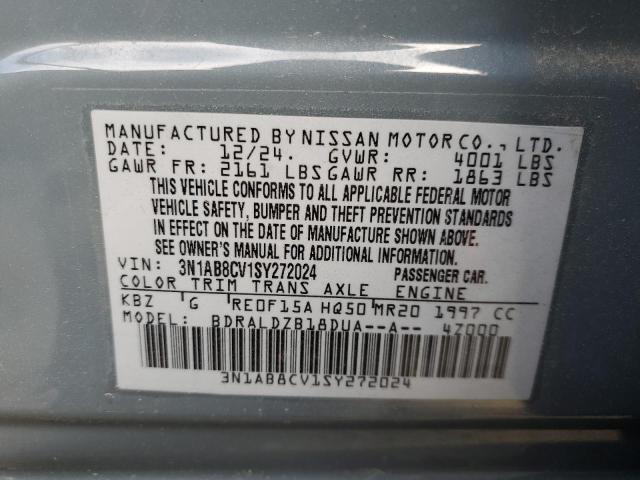 MANUFACTURED BY NISSAN MOTOR CO., LTD.
DATE: 12/24. GVWR: 4001 LBS
GAWR FR: 2161 LBS GAWR RR: 1863 LBS
THIS VEHICLE CONFORMS TO ALL APPLICABLE FEDERAL MOTOR
VEHICLE SAFETY, BUMPER AND THEFT PREVENTION STANDARDS
IN EFFECT ON THE DATE OF MANUFACTURE SHOWN ABOVE.
SEE OWNER'S MANUAL FOR ADDITIONAL INFORMATION.
VIN: 3N1AB8CV1SY272024 PASSENGER CAR.
COLOR TRIM TRANS AXLE ENGINE
KBZ G RE0F15A HQ50 MR20 1997 CC
MODEL: BDRALDZB18DUA--A-- 4Z000
3N1AB8CV1SY272024